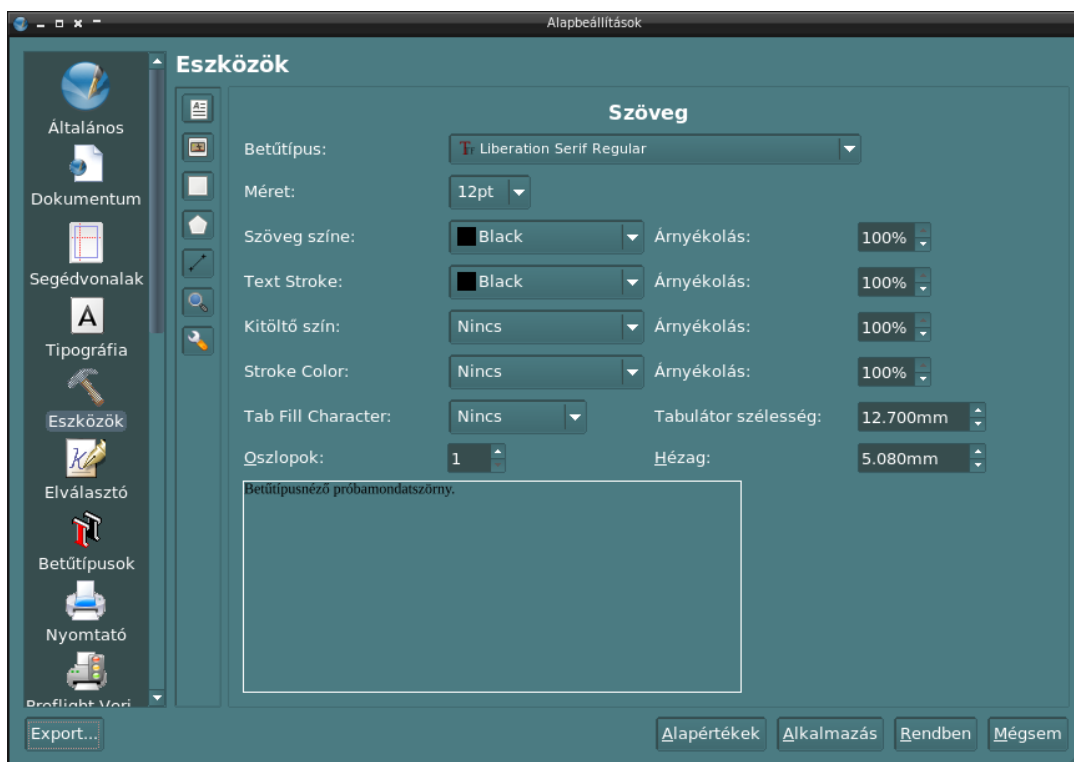 Alapbeállítások
Eszközök
Általános
Dokumentum
Segédvonalak
A
Tipográfia
Eszközök
Elválasztó
Betűtípusok
Nyomtató
Szöveg
Betűtípus: Liberation Serif Regular
Méret: 12pt
Szöveg színe: Black Árnyékolás: 100%
Text Stroke: Black Árnyékolás: 100%
Kitöltő szín: Nincs Árnyékolás: 100%
Stroke Color: Nincs Árnyékolás: 100%
Tab Fill Character: Nincs Tabulátor szélesség: 12.700mm
Oszlopok: 1 Hézag: 5.080mm
Betűtípusnéző próbamondatszörny.
Export... Alapértékek Alkalmazás Rendben Mégsem